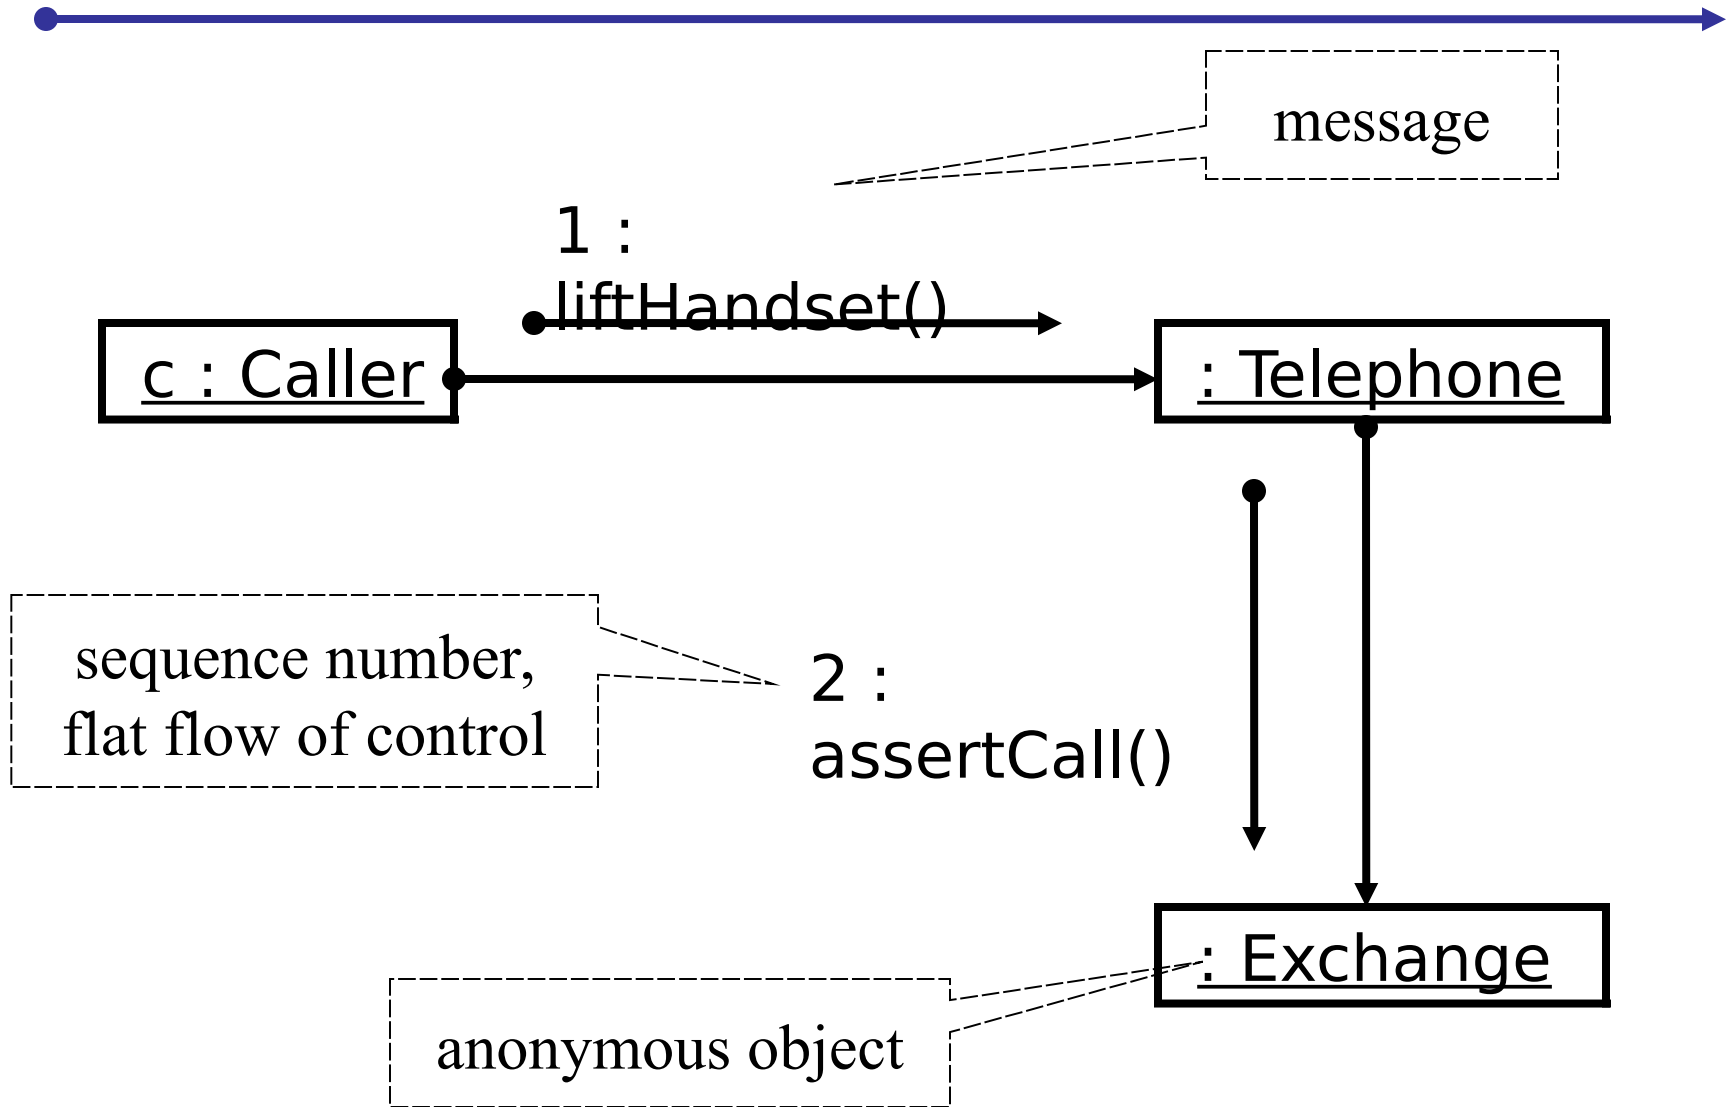 message
1 :
liftHandset()
c : Caller
: Telephone
sequence number,
flat flow of control
2 :
assertCall()
: Exchange
anonymous object